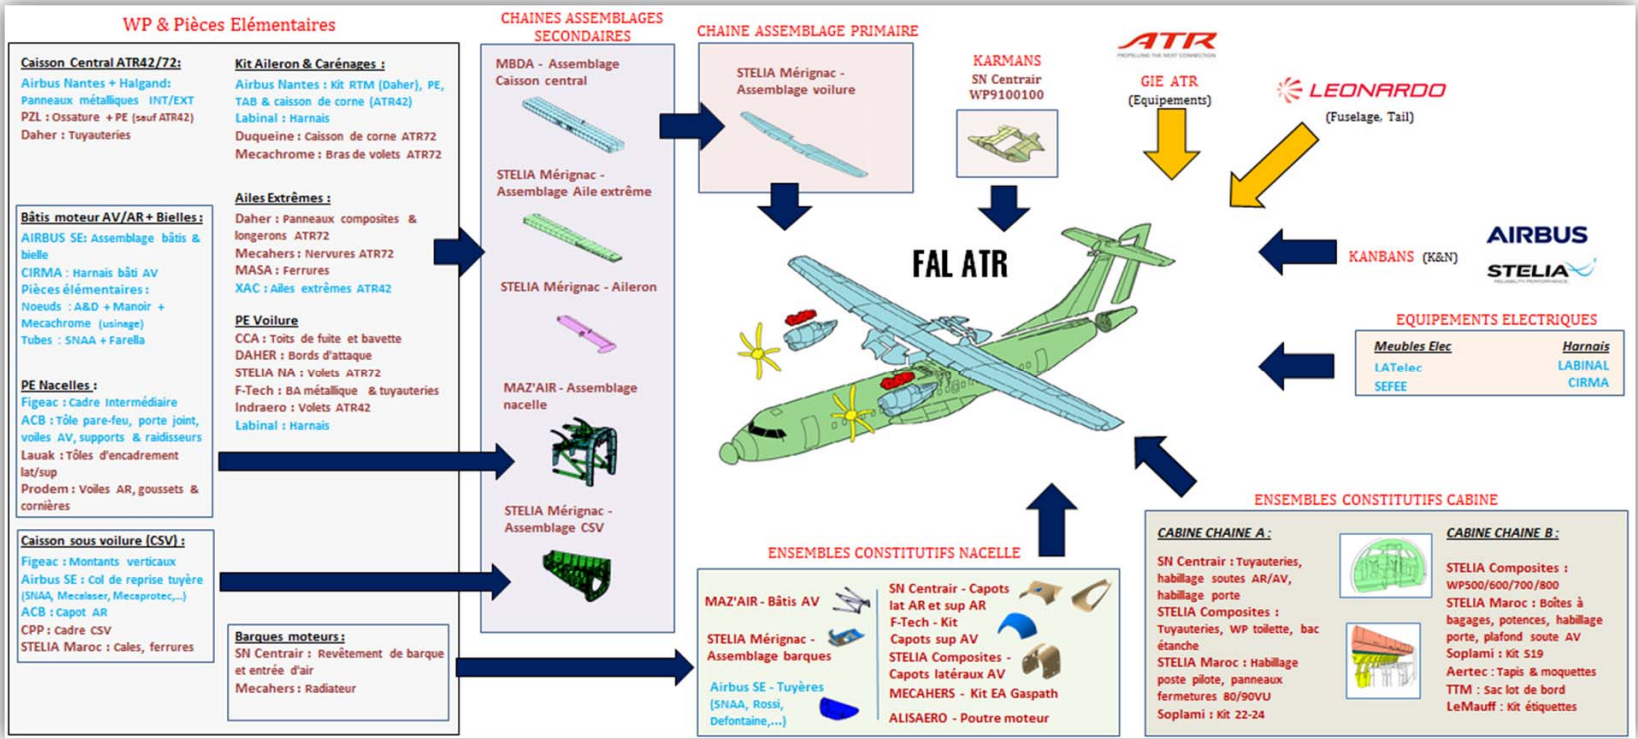 WP & Pièces Elémentaires
Caisson Central ATR42/72:
Airbus Nantes + Halgand:
Panneaux métalliques INT/EXT
PZL : Ossature + PE (sauf ATR42)
Daher : Tuyauteries
Bâtis moteur AV/AR + Bielles :
AIRBUS SE: Assemblage bâtis &
bielle
CIRMA : Harnais bâti AV
Pièces élémentaires :
Noeuds : A&D + Manoir +
Mecachrome (usinage)
Tubes : SNAA + Farella
PE Nacelles :
Figeac : Cadre Intermédiaire
ACB : Tôle pare-feu, porte joint,
voiles AV, supports & raidisseurs
Lauak : Tôles d'encadrement
lat/sup
Prodem : Voiles AR, goussets &
cornières
Caisson sous voilure (CSV) :
Figeac : Montants verticaux
Airbus SE : Col de reprise tuyère
(SNAA, Mecalaser, Mecaprotec,...)
ACB : Capot AR
CPP : Cadre CSV
STELIA Maroc : Cales, ferrures
Kit Aileron & Carénages :
Airbus Nantes : Kit RTM (Daher), PE,
TAB & caisson de corne (ATR42)
Labinal : Harnais
Duqueine : Caisson de corne ATR72
Mecachrome : Bras de volets ATR72
Ailes Extrêmes :
Daher : Panneaux composites &
longerons ATR72
Mecahers : Nervures ATR72
MASA : Ferrures
XAC : Ailes extrêmes ATR42
PE Voilure
CCA : Toits de fuite et bavette
DAHER : Bords d'attaque
STELIA NA : Volets ATR72
F-Tech : BA métallique & tuyauteries
Indraero : Volets ATR42
Labinal : Harnais
Barques moteurs :
SN Centrair : Revêtement de barque
et entrée d'air
Mecahers : Radiateur
CHAINES ASSEMBLAGES
SECONDAIRES
MBDA - Assemblage
Caisson central
STELIA Mérignac -
Assemblage Aile extrême
STELIA Mérignac - Aileron
MAZ'AIR - Assemblage
nacelle
STELIA Mérignac -
Assemblage CSV
CHAINE ASSEMBLAGE PRIMAIRE
STELIA Mérignac -
Assemblage voilure
KARMANS
SN Centrair
WP9100100
ATR
PROPELLING THE NEXT CONNECTION
GIE ATR
(Equipements)
LEONARDO
(Fuselage, Tail)
FAL ATR
KANBANS (K&N)
AIRBUS
STELIA
RELIABILITY PERFORMANCE
EQUIPEMENTS ELECTRIQUES
Meubles Elec
LATelec
SEFEE
Harnais
LABINAL
CIRMA
ENSEMBLES CONSTITUTIFS NACELLE
MAZ'AIR - Bâtis AV
STELIA Mérignac -
Assemblage barques
Airbus SE - Tuyères
(SNAA, Rossi,
Defontaine,...)
SN Centrair - Capots
lat AR et sup AR
F-Tech - Kit
Capots sup AV
STELIA Composites -
Capots latéraux AV
MECAHERS - Kit EA Gaspath
ALISAERO - Poutre moteur
ENSEMBLES CONSTITUTIFS CABINE
CABINE CHAINE A :
SN Centrair : Tuyauteries,
habillage soutes AR/AV,
habillage porte
STELIA Composites :
Tuyauteries, WP toilette, bac
étanche
STELIA Maroc : Habillage
poste pilote, panneaux
fermetures 80/90VU
Soplami : Kit 22-24
CABINE CHAINE B :
STELIA Composites :
WP500/600/700/800
STELIA Maroc : Boîtes à
bagages, potences, habillage
porte, plafond soute AV
Soplami : Kit 519
Aertec : Tapis & moquettes
TTM : Sac lot de bord
LeMauff : Kit étiquettes